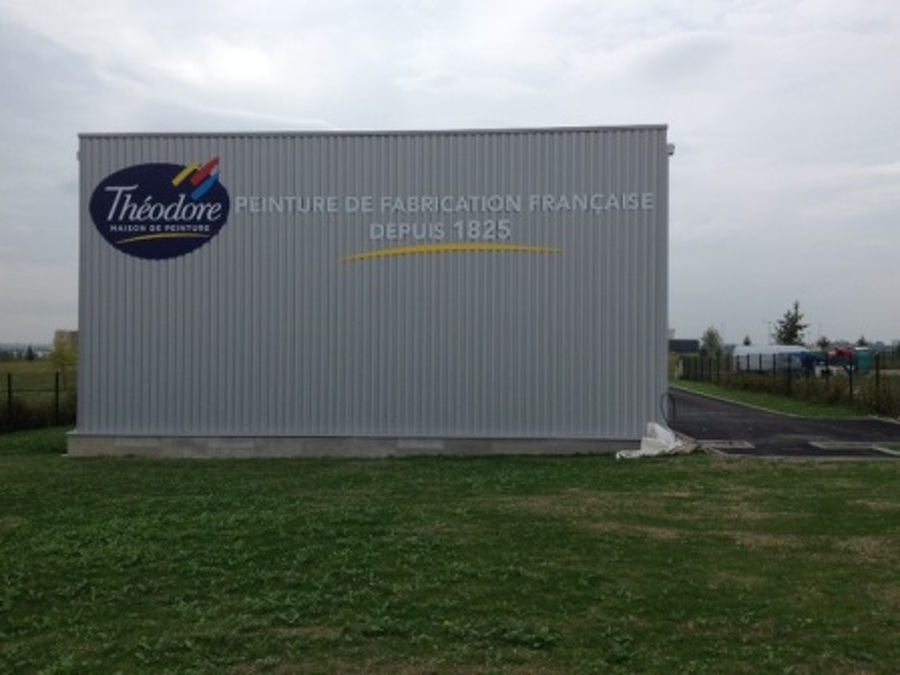 Théodore
MAISON DE PEINTURE
PEINTURE DE FABRICATION FRANÇAISE
DEPUIS 1825